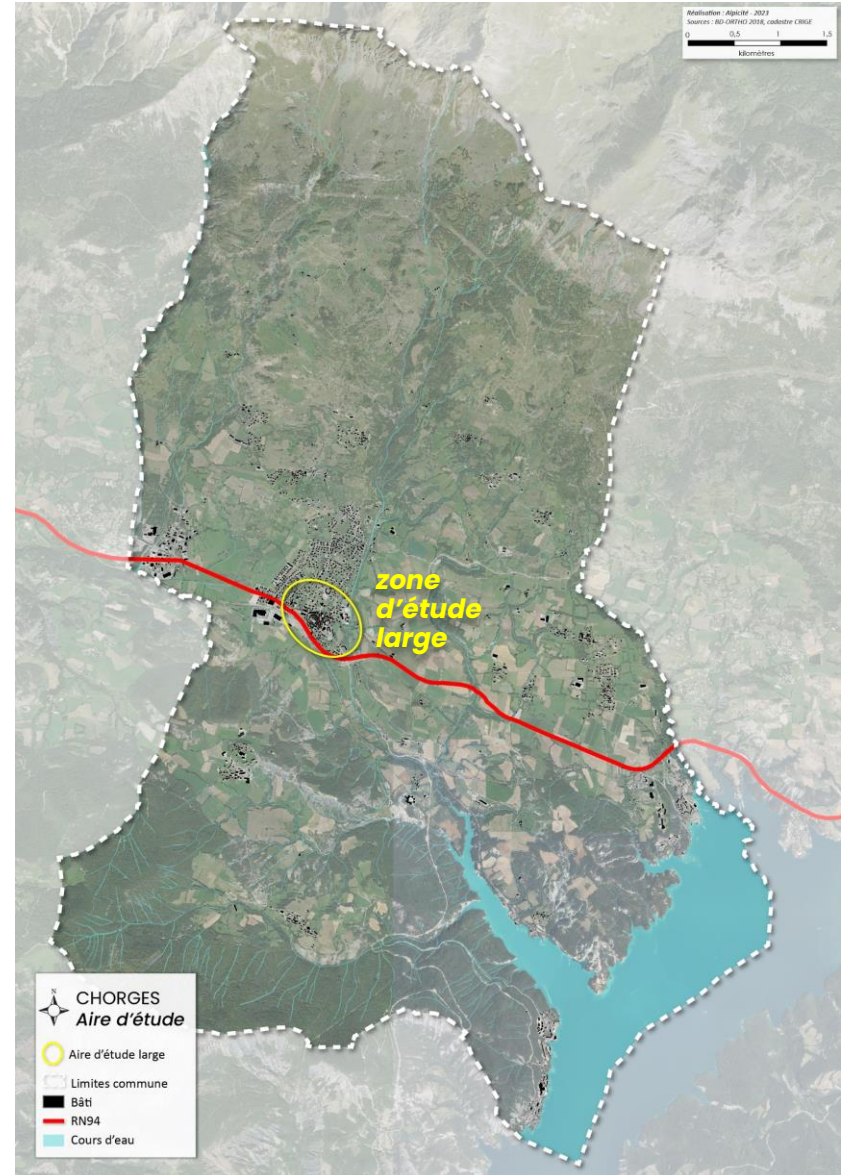 Réalisation : Alpicité - 2023
Sources : BD-ORTHO 2018, cadastre CRIGE
0 0,5 1 1,5
kilomètres
zone
d'étude
large
N
CHORGES
Aire d'étude
Aire d'étude large
Limites commune
Bâti
RN94
Cours d'eau